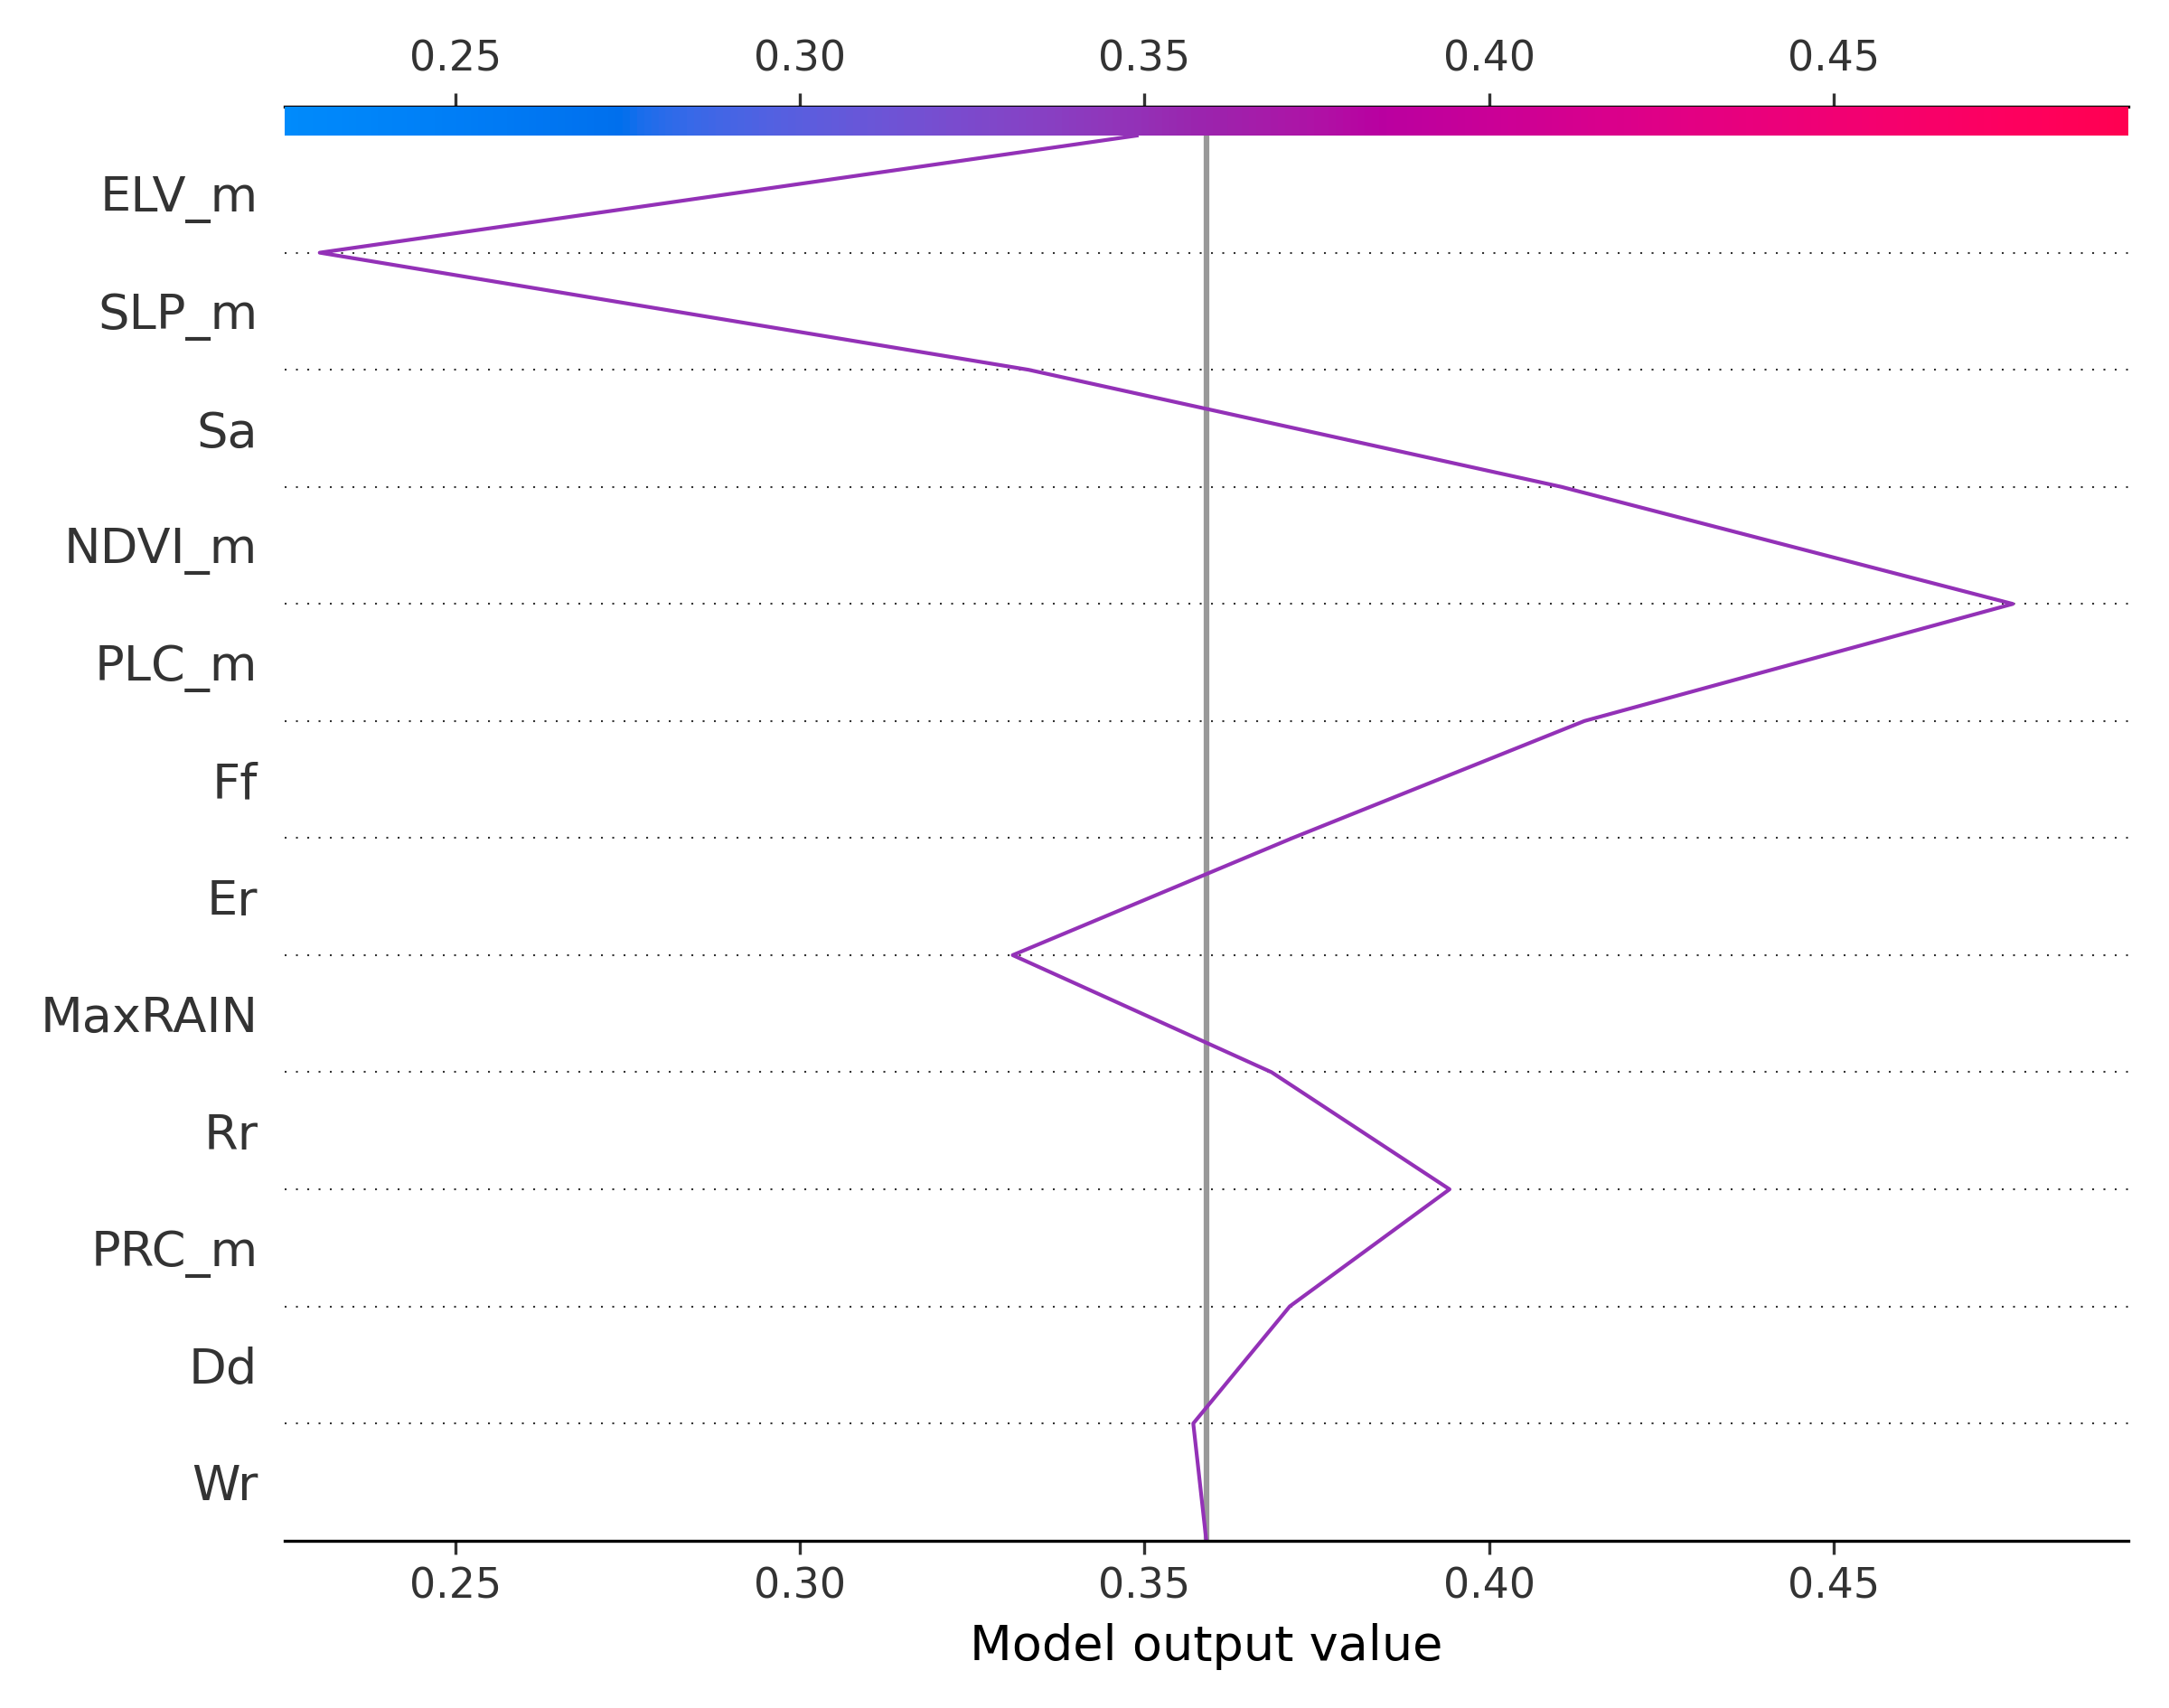 0.25 0.30 0.35 0.40 0.45
ELV_m
SLP_m
Sa
NDVI_m
PLC_m
Ff
Er
MaxRAIN
Rr
PRC_m
Dd
Wr
0.25 0.30 0.35 0.40 0.45
Model output value